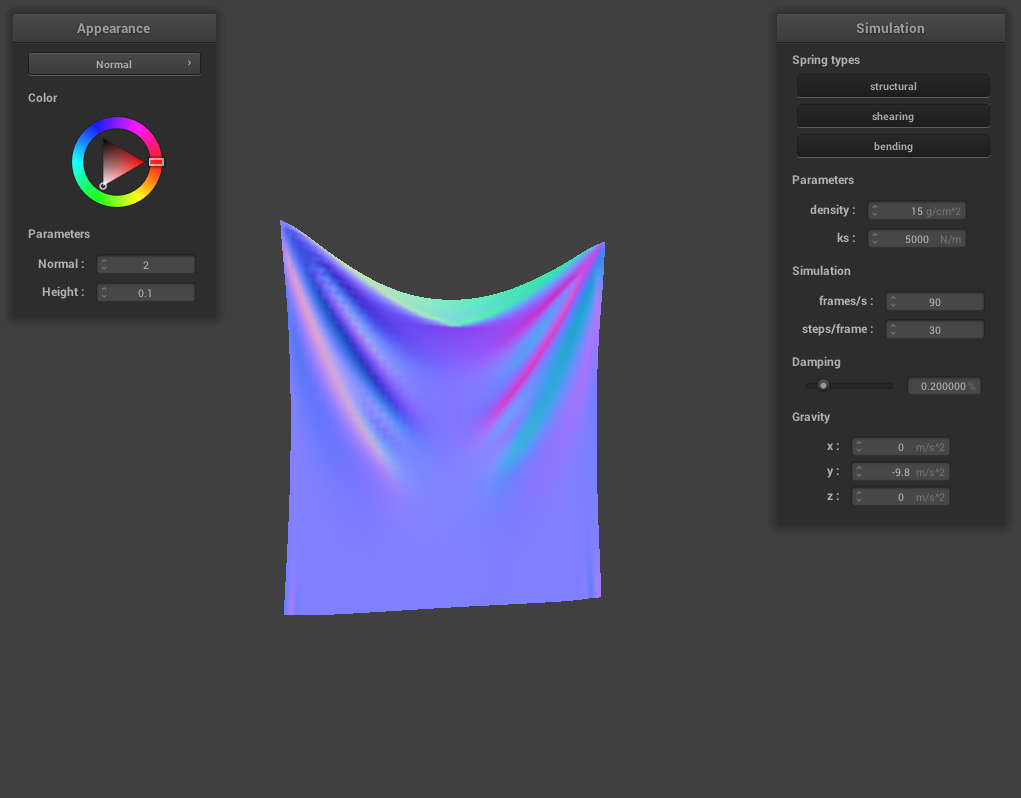 Appearance
Normal ›
Color
Parameters
Normal : 2
Height : 0.1
Simulation
Spring types
structural
shearing
bending
Parameters
density : 15 g/cm^2
ks : 5000 N/m
Simulation
frames/s : 90
steps/frame : 30
Damping
0.200000 %
Gravity
x : 0 m/s^2
y : -9.8 m/s^2
z : 0 m/s^2